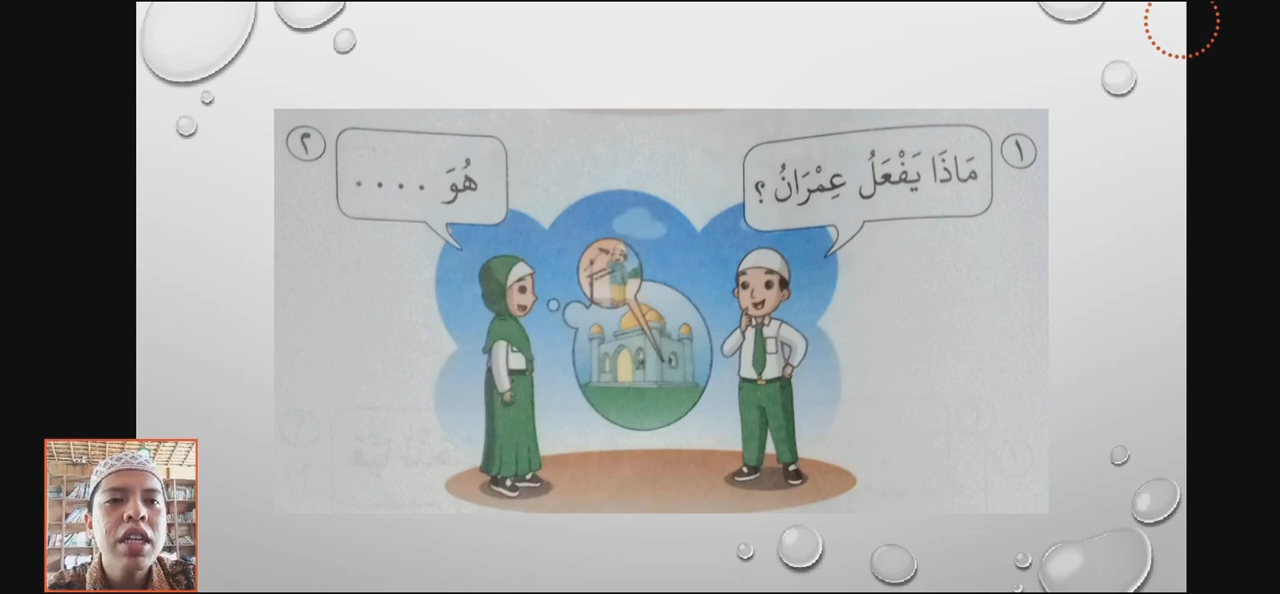 ١
مَاذَا يَفْعَلُ عِمْرَانُ ؟
٢
هُوَ . . . .